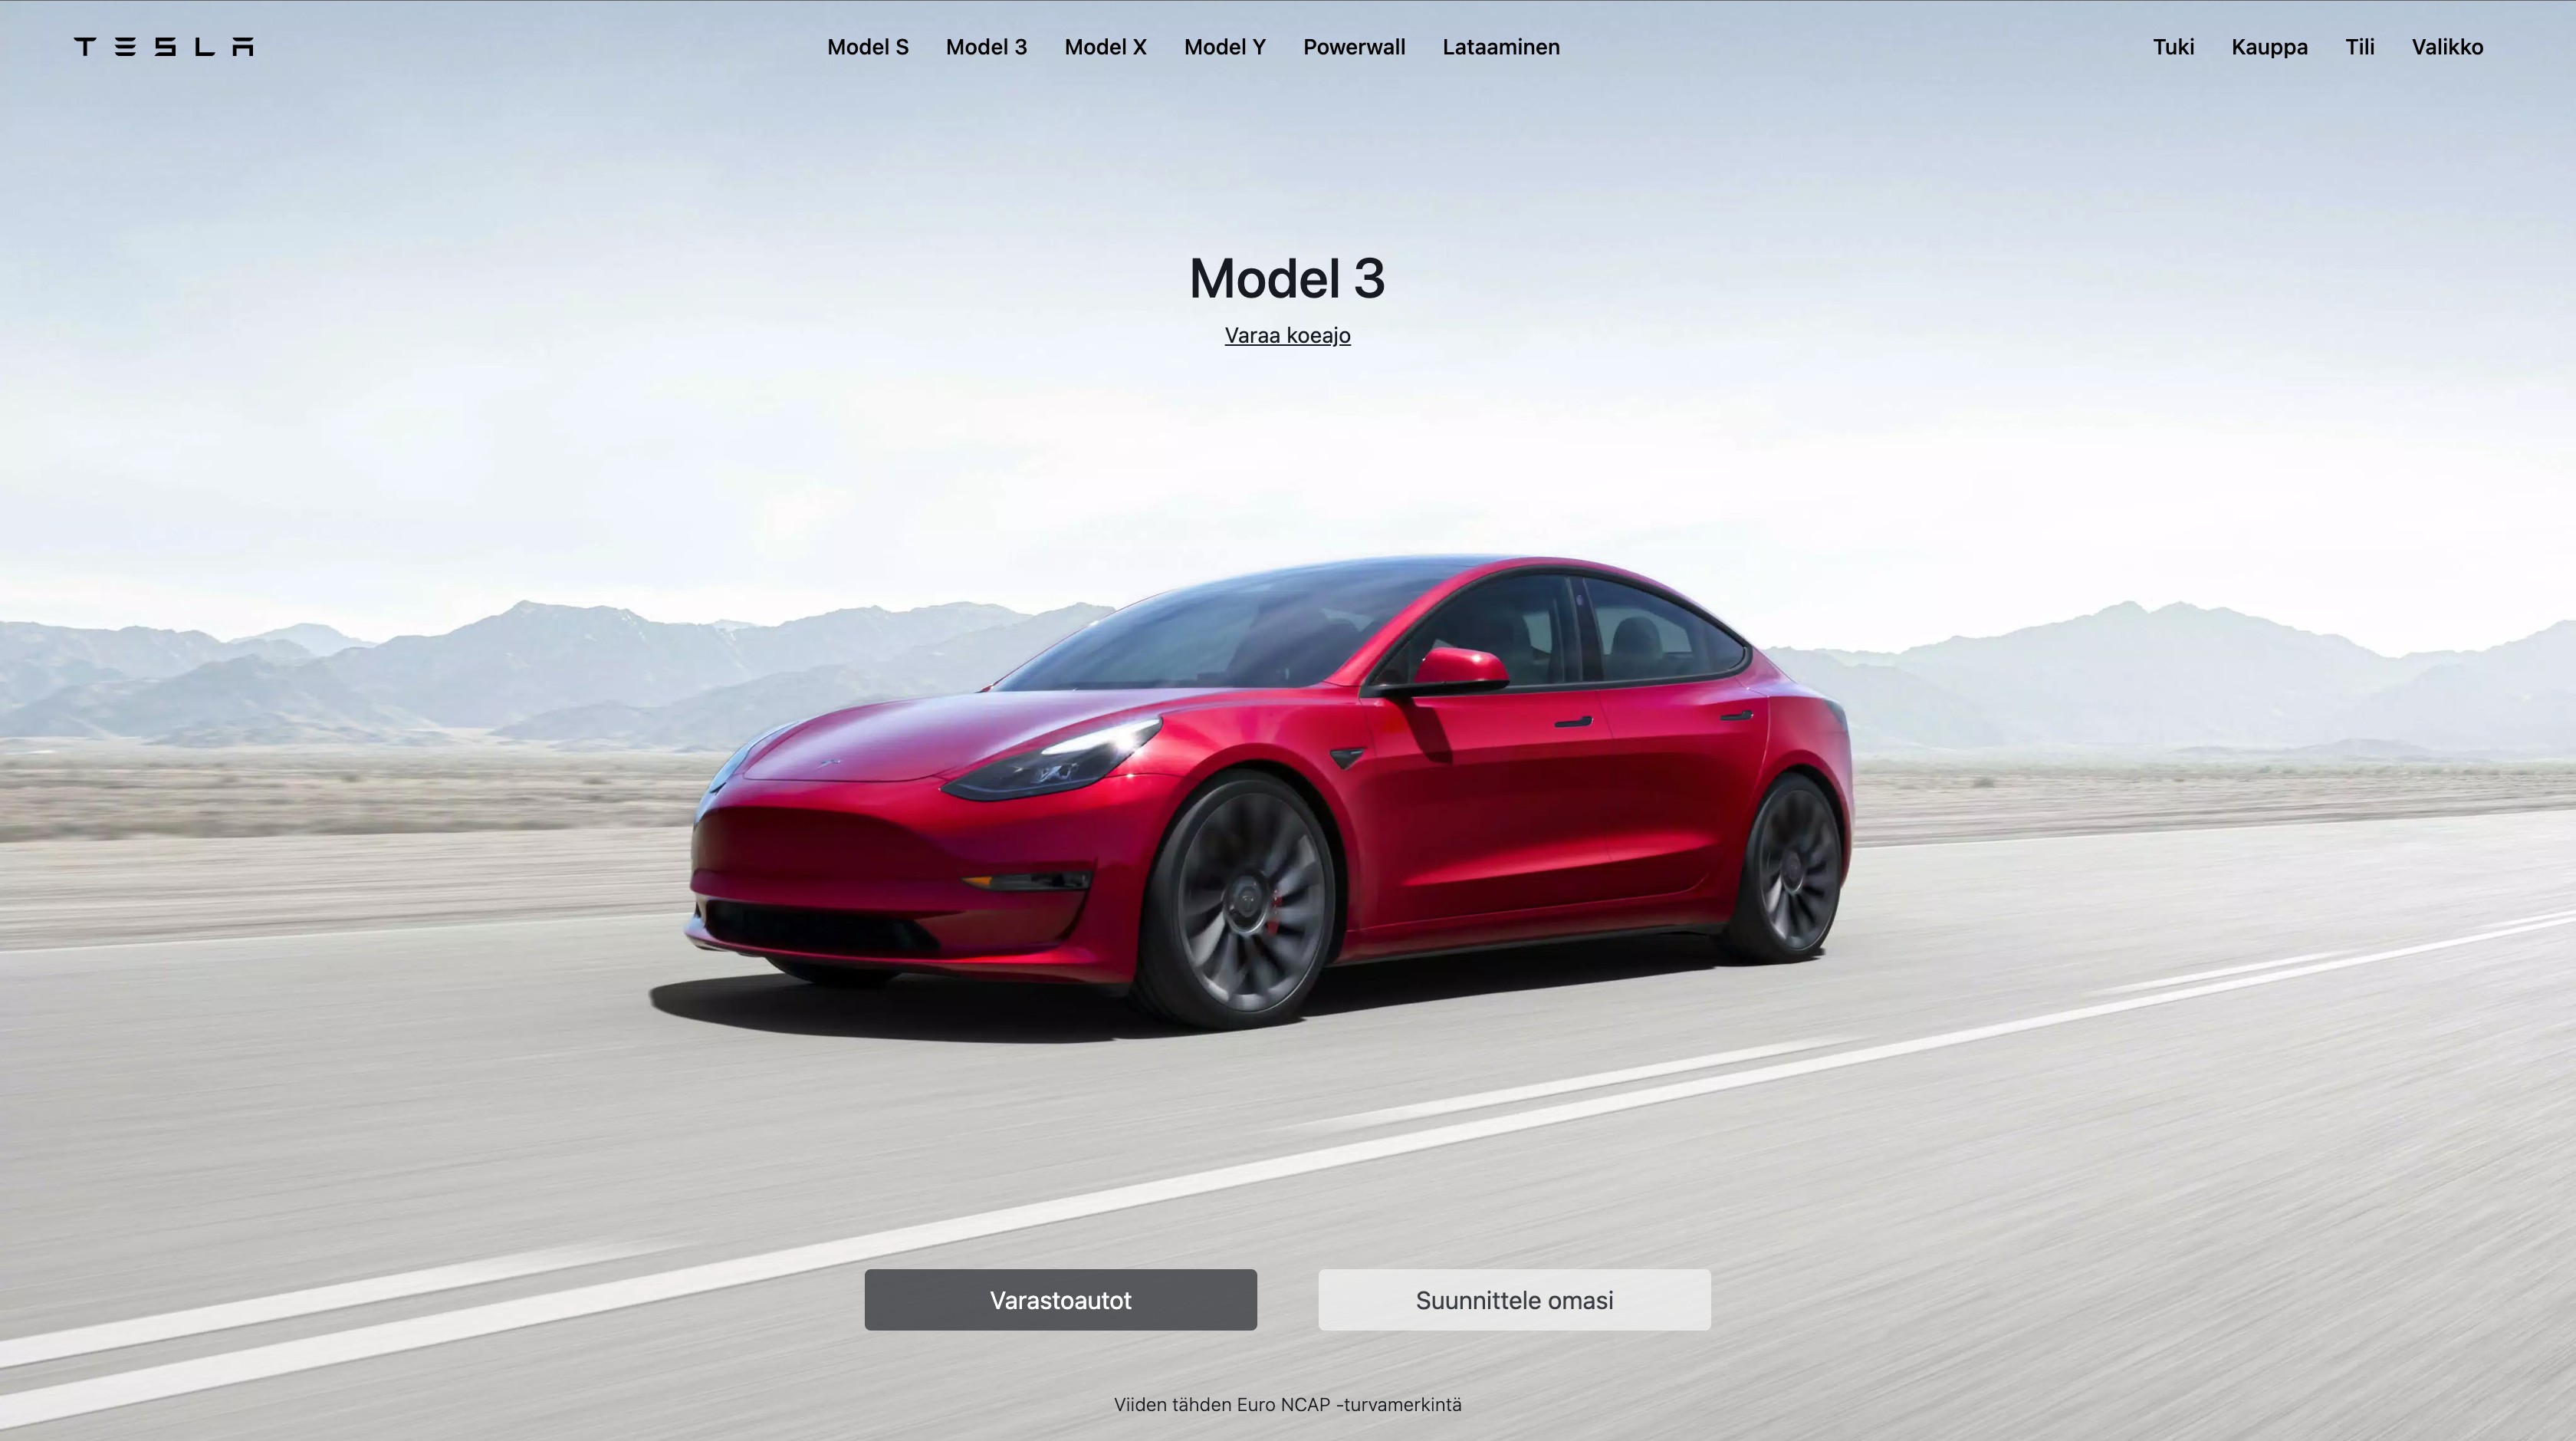 TESLA
Model S Model 3 Model X Model Y Powerwall Lataaminen
Tuki Kauppa Tili Valikko
Model 3
Varaa koeajo
Varastoautot
Suunnittele omasi
Viiden tähden Euro NCAP -turvamerkintä